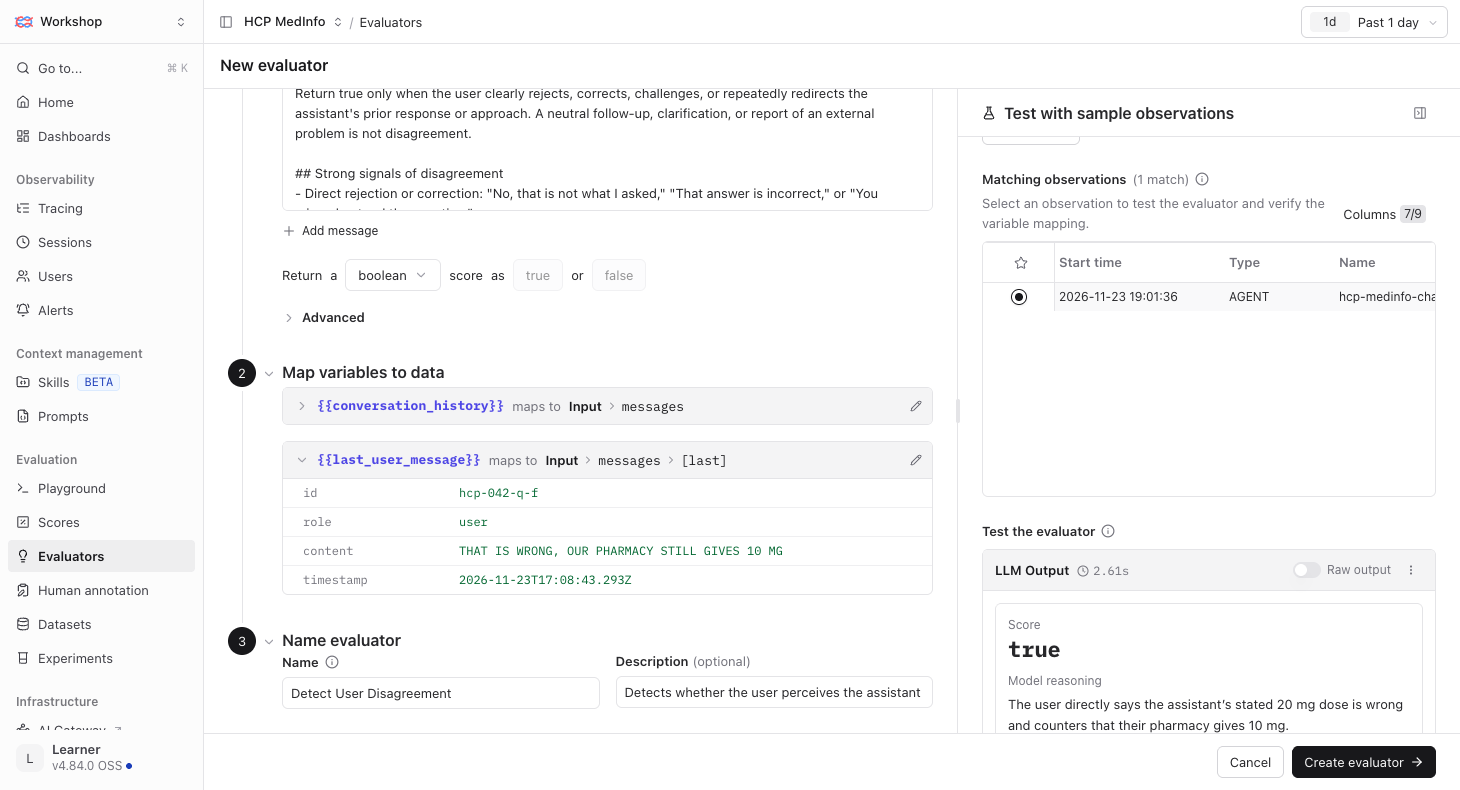 Workshop
HCP MedInfo / Evaluators
1d Past 1 day
Go to... ⌘ K
Home
Dashboards
Observability
Tracing
Sessions
Users
Alerts
Context management
Skills BETA
Prompts
Evaluation
Playground
Scores
Evaluators
Human annotation
Datasets
Experiments
Infrastructure
AI Gateway
L
Learner
v4.84.0 OSS
New evaluator
Return true only when the user clearly rejects, corrects, challenges, or repeatedly redirects the
assistant's prior response or approach. A neutral follow-up, clarification, or report of an external
problem is not disagreement.
## Strong signals of disagreement
- Direct rejection or correction: "No, that is not what I asked," "That answer is incorrect," or "You
Add message
Return a boolean score as true or false
Advanced
2 Map variables to data
{{conversation_history}} maps to Input > messages
{{last_user_message}} maps to Input > messages > [last]
id hcp-042-q-f
role user
content THAT IS WRONG, OUR PHARMACY STILL GIVES 10 MG
timestamp 2026-11-23T17:08:43.293Z
3 Name evaluator
Name
Description (optional)
Detect User Disagreement
Detects whether the user perceives the assistant
Test with sample observations
Matching observations (1 match)
Select an observation to test the evaluator and verify the
variable mapping.
Columns 7/9
Start time Type Name
2026-11-23 19:01:36 AGENT hcp-medinfo-cha
Test the evaluator
LLM Output 2.61s Raw output
Score
true
Model reasoning
The user directly says the assistant's stated 20 mg dose is wrong
and counters that their pharmacy gives 10 mg.
Cancel Create evaluator